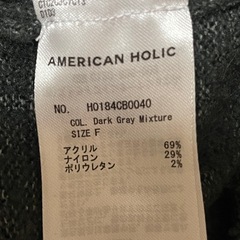 AMERICAN HOLIC
NO. H0184CB0040
COL. Dark Gray Mixture
SIZE F
アクリル 69%
ナイロン 29%
ポリウレタン 2%